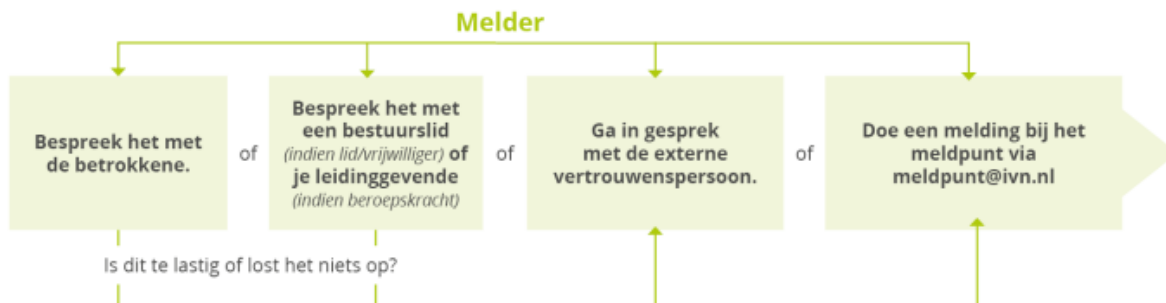 Melder
Bespreek het met
de betrokkene.
of
Bespreek het met
een bestuurslid
(indien lid/vrijwilliger) of
je leidinggevende
(indien beroepskracht)
of
Ga in gesprek
met de externe
vertrouwenspersoon.
of
Doe een melding bij het
meldpunt via
meldpunt@ivn.nl
Is dit te lastig of lost het niets op?